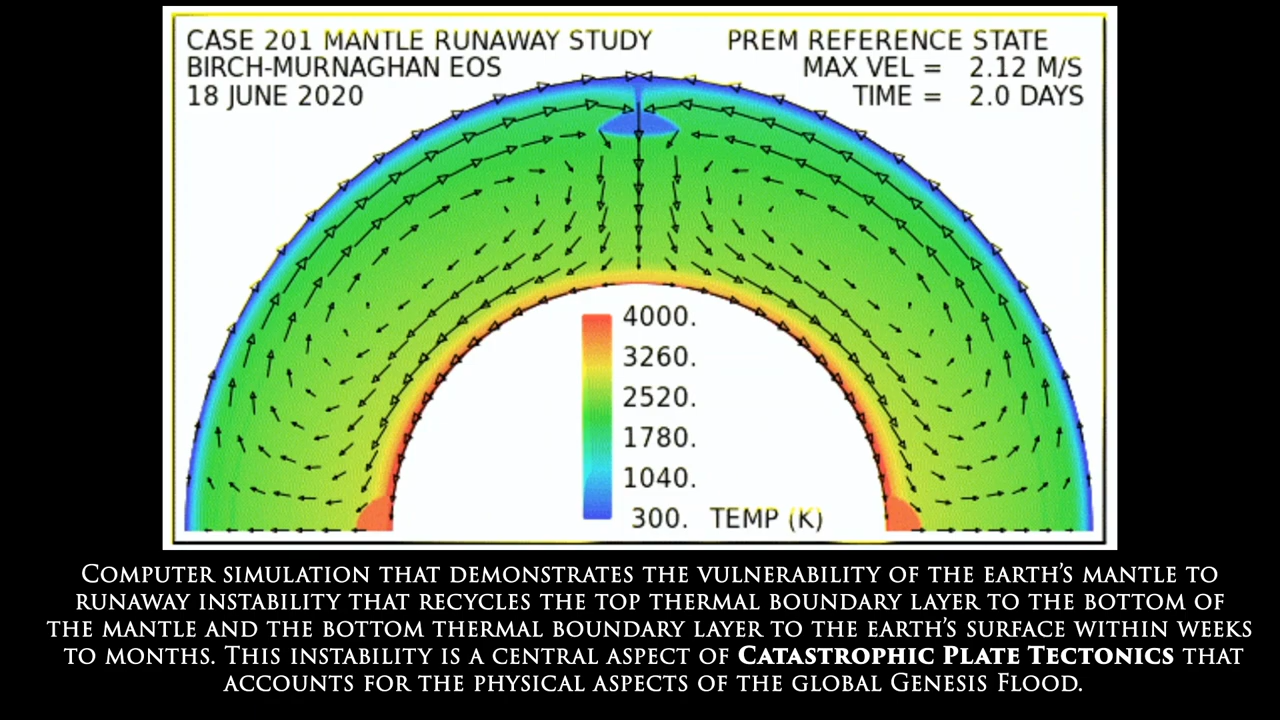 CASE 201 MANTLE RUNAWAY STUDY
BIRCH-MURNAGHAN EOS
18 JUNE 2020
PREM REFERENCE STATE
MAX VEL = 2.12 M/S
TIME = 2.0 DAYS
4000.
3260.
2520.
1780.
1040.
300. TEMP (K)
Computer simulation that demonstrates the vulnerability of the earth's mantle to
runaway instability that recycles the top thermal boundary layer to the bottom of
the mantle and the bottom thermal boundary layer to the earth's surface within weeks
to months. This instability is a central aspect of Catastrophic Plate Tectonics that
accounts for the physical aspects of the global Genesis Flood.